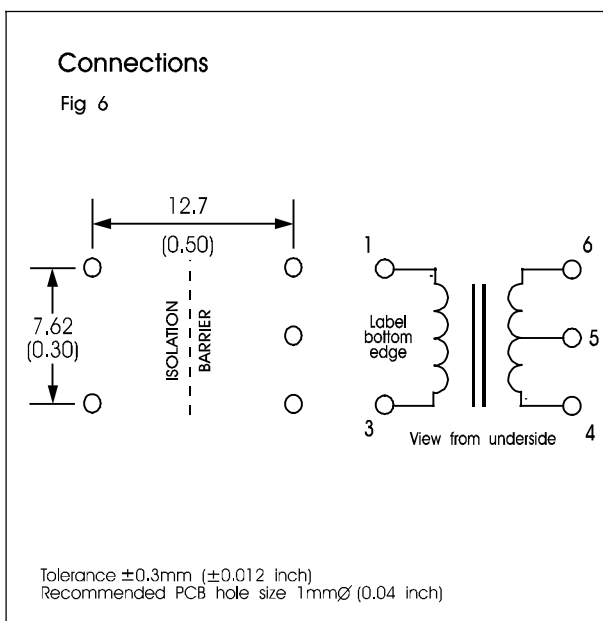 Connections
Fig 6
12.7
(0.50)
7.62
(0.30)
ISOLATION
BARRIER
1
6
Label
bottom
edge
5
3
4
View from underside
Tolerance ±0.3mm (±0.012 inch)
Recommended PCB hole size 1mmØ (0.04 inch)